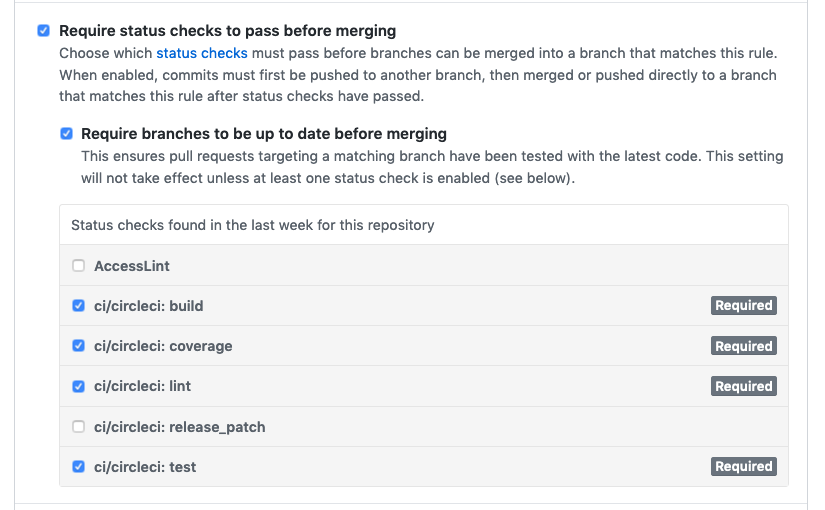 Require status checks to pass before merging
Choose which status checks must pass before branches can be merged into a branch that matches this rule.
When enabled, commits must first be pushed to another branch, then merged or pushed directly to a branch
that matches this rule after status checks have passed.
Require branches to be up to date before merging
This ensures pull requests targeting a matching branch have been tested with the latest code. This setting
will not take effect unless at least one status check is enabled (see below).
Status checks found in the last week for this repository
AccessLint
ci/circleci: build Required
ci/circleci: coverage Required
ci/circleci: lint Required
ci/circleci: release_patch
ci/circleci: test Required